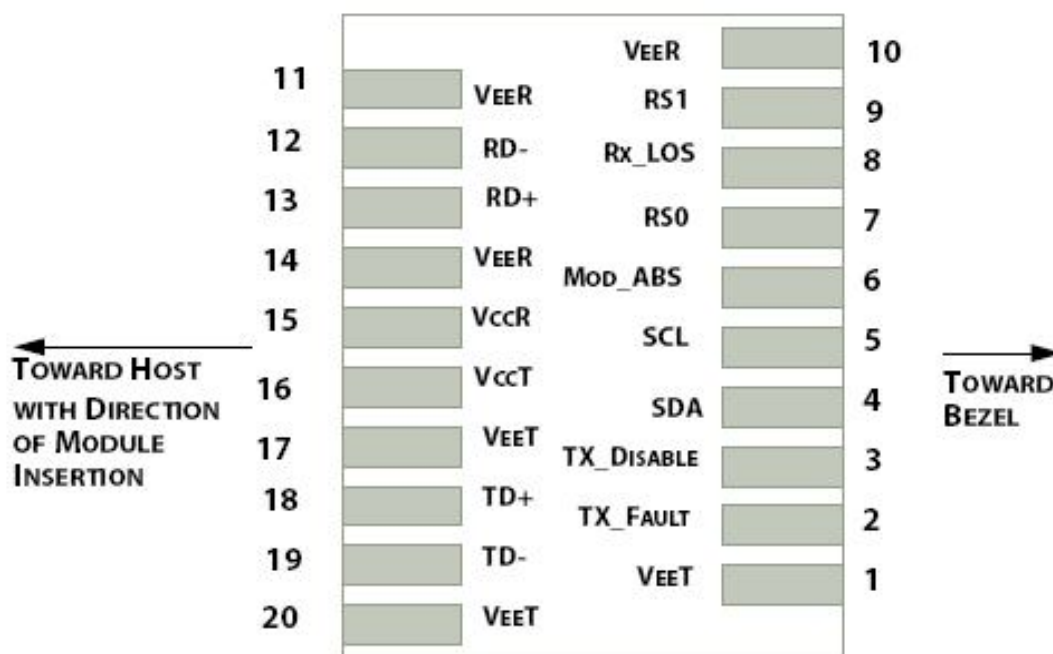 11 VEER
12 RD-
13 RD+
14 VEER
15 VCCR
16 VCCT
17 VEET
18 TD+
19 TD-
20 VEET
VEER 10
RS1 9
RX_LOS 8
RS0 7
MOD_ABS 6
SCL 5
SDA 4
TX_DISABLE 3
TX_FAULT 2
VEET 1
TOWARD HOST
WITH DIRECTION
OF MODULE
INSERTION
TOWARD
BEZEL